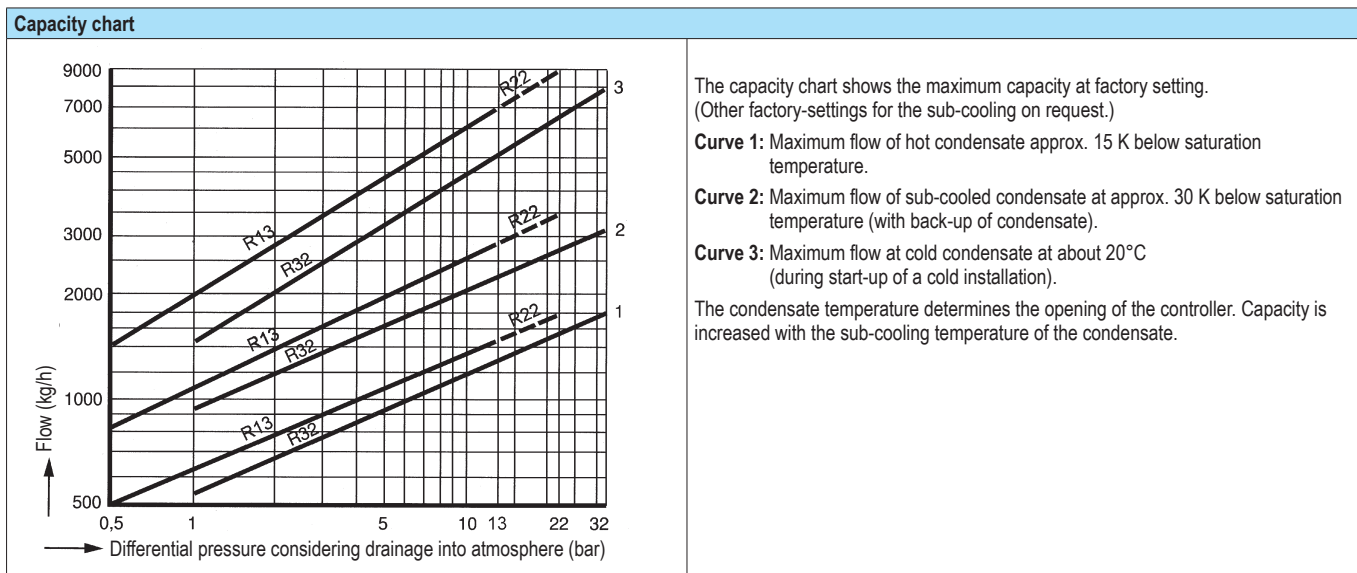 Capacity chart
9000
7000
5000
3000
2000
1000
500
Flow (kg/h)
0,5
1
5
10
13
22
32
Differential pressure considering drainage into atmosphere (bar)
R13
R22
R32
3
R13
R22
R32
2
R13
R22
R32
1
The capacity chart shows the maximum capacity at factory setting.
(Other factory-settings for the sub-cooling on request.)
Curve 1: Maximum flow of hot condensate approx. 15 K below saturation
temperature.
Curve 2: Maximum flow of sub-cooled condensate at approx. 30 K below saturation
temperature (with back-up of condensate).
Curve 3: Maximum flow at cold condensate at about 20°C
(during start-up of a cold installation).
The condensate temperature determines the opening of the controller. Capacity is
increased with the sub-cooling temperature of the condensate.